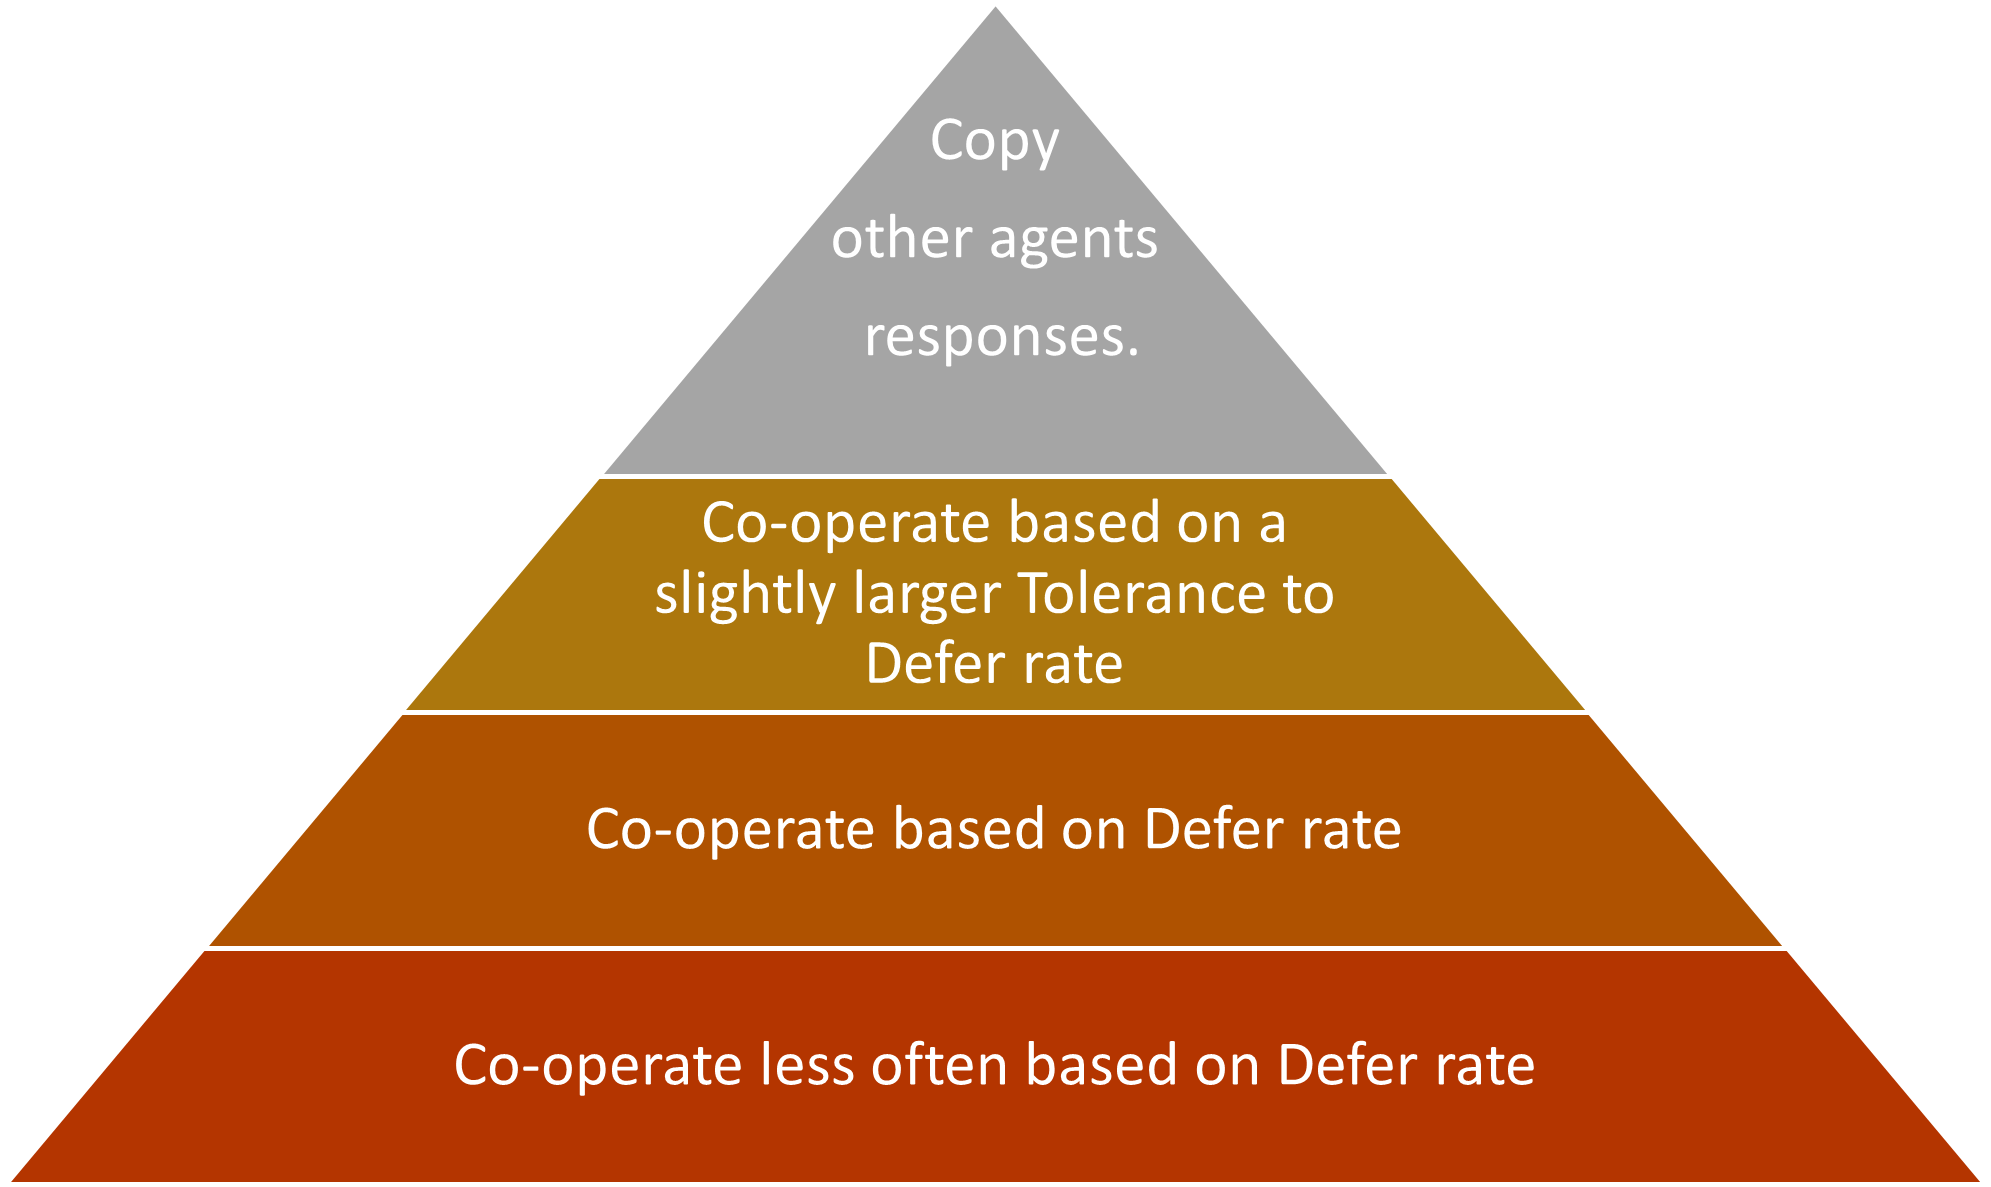 Copy
other agents
responses.
Co-operate based on a
slightly larger Tolerance to
Defer rate
Co-operate based on Defer rate
Co-operate less often based on Defer rate